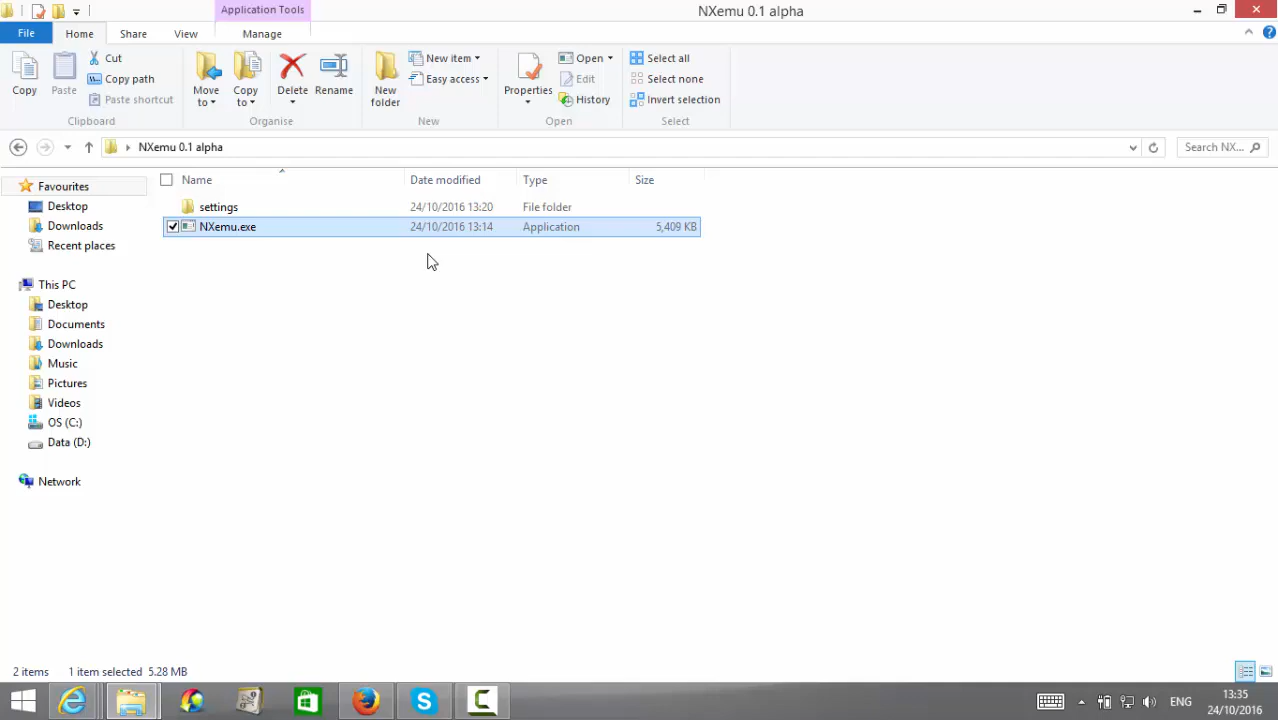 Application Tools
NXemu 0.1 alpha
File
Home
Share
View
Manage
Copy
Paste
Cut
Copy path
Paste shortcut
Clipboard
Move to
Copy to
Delete
Rename
Organise
New folder
New item
Easy access
New
Properties
Open
Edit
History
Open
Select all
Select none
Invert selection
Select
NXemu 0.1 alpha
Search NX...
Favourites
Desktop
Downloads
Recent places
This PC
Desktop
Documents
Downloads
Music
Pictures
Videos
OS (C:)
Data (D:)
Network
Name Date modified Type Size
settings 24/10/2016 13:20 File folder
NXemu.exe 24/10/2016 13:14 Application 5,409 KB
2 items 1 item selected 5.28 MB
ENG
13:35
24/10/2016